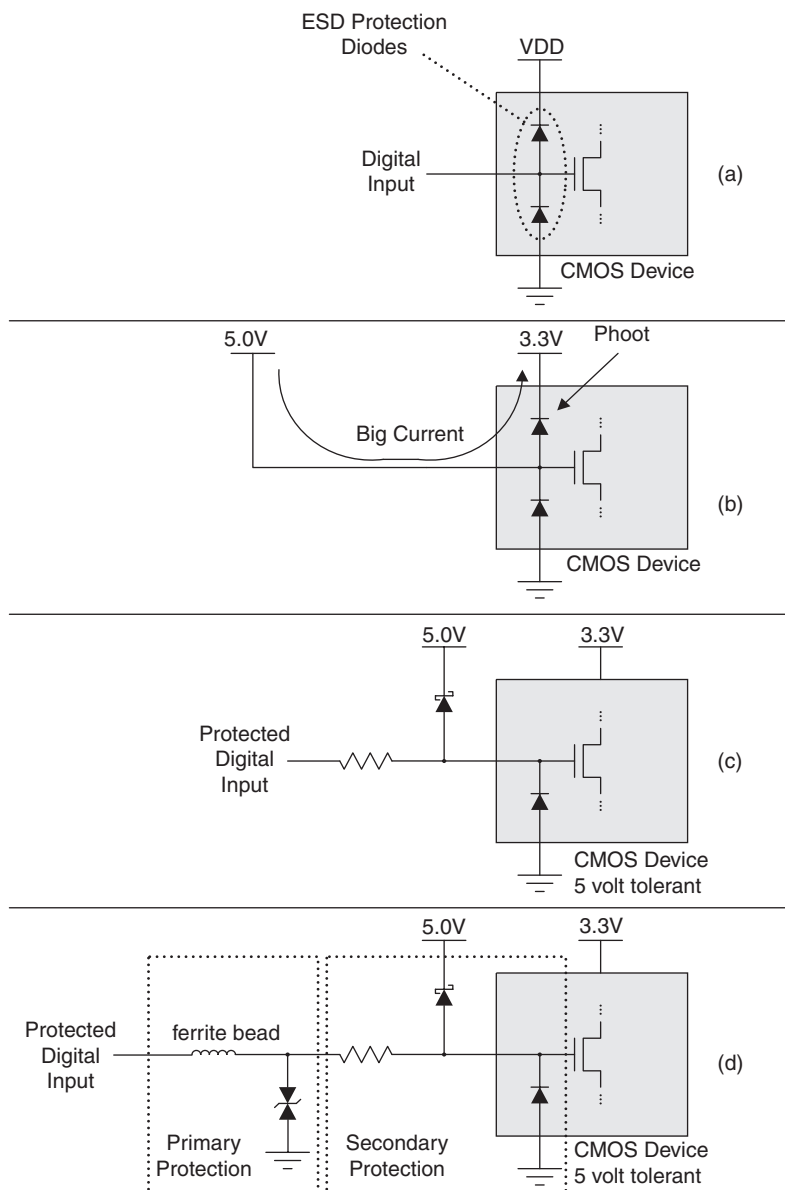 ESD Protection
Diodes
VDD
Digital
Input
...
...
(a)
CMOS Device
5.0V
3.3V
Phoot
Big Current
...
...
(b)
CMOS Device
5.0V
3.3V
Protected
Digital
Input
...
...
(c)
CMOS Device
5 volt tolerant
5.0V
3.3V
Protected
Digital
Input
ferrite bead
...
...
(d)
Primary
Protection
Secondary
Protection
CMOS Device
5 volt tolerant